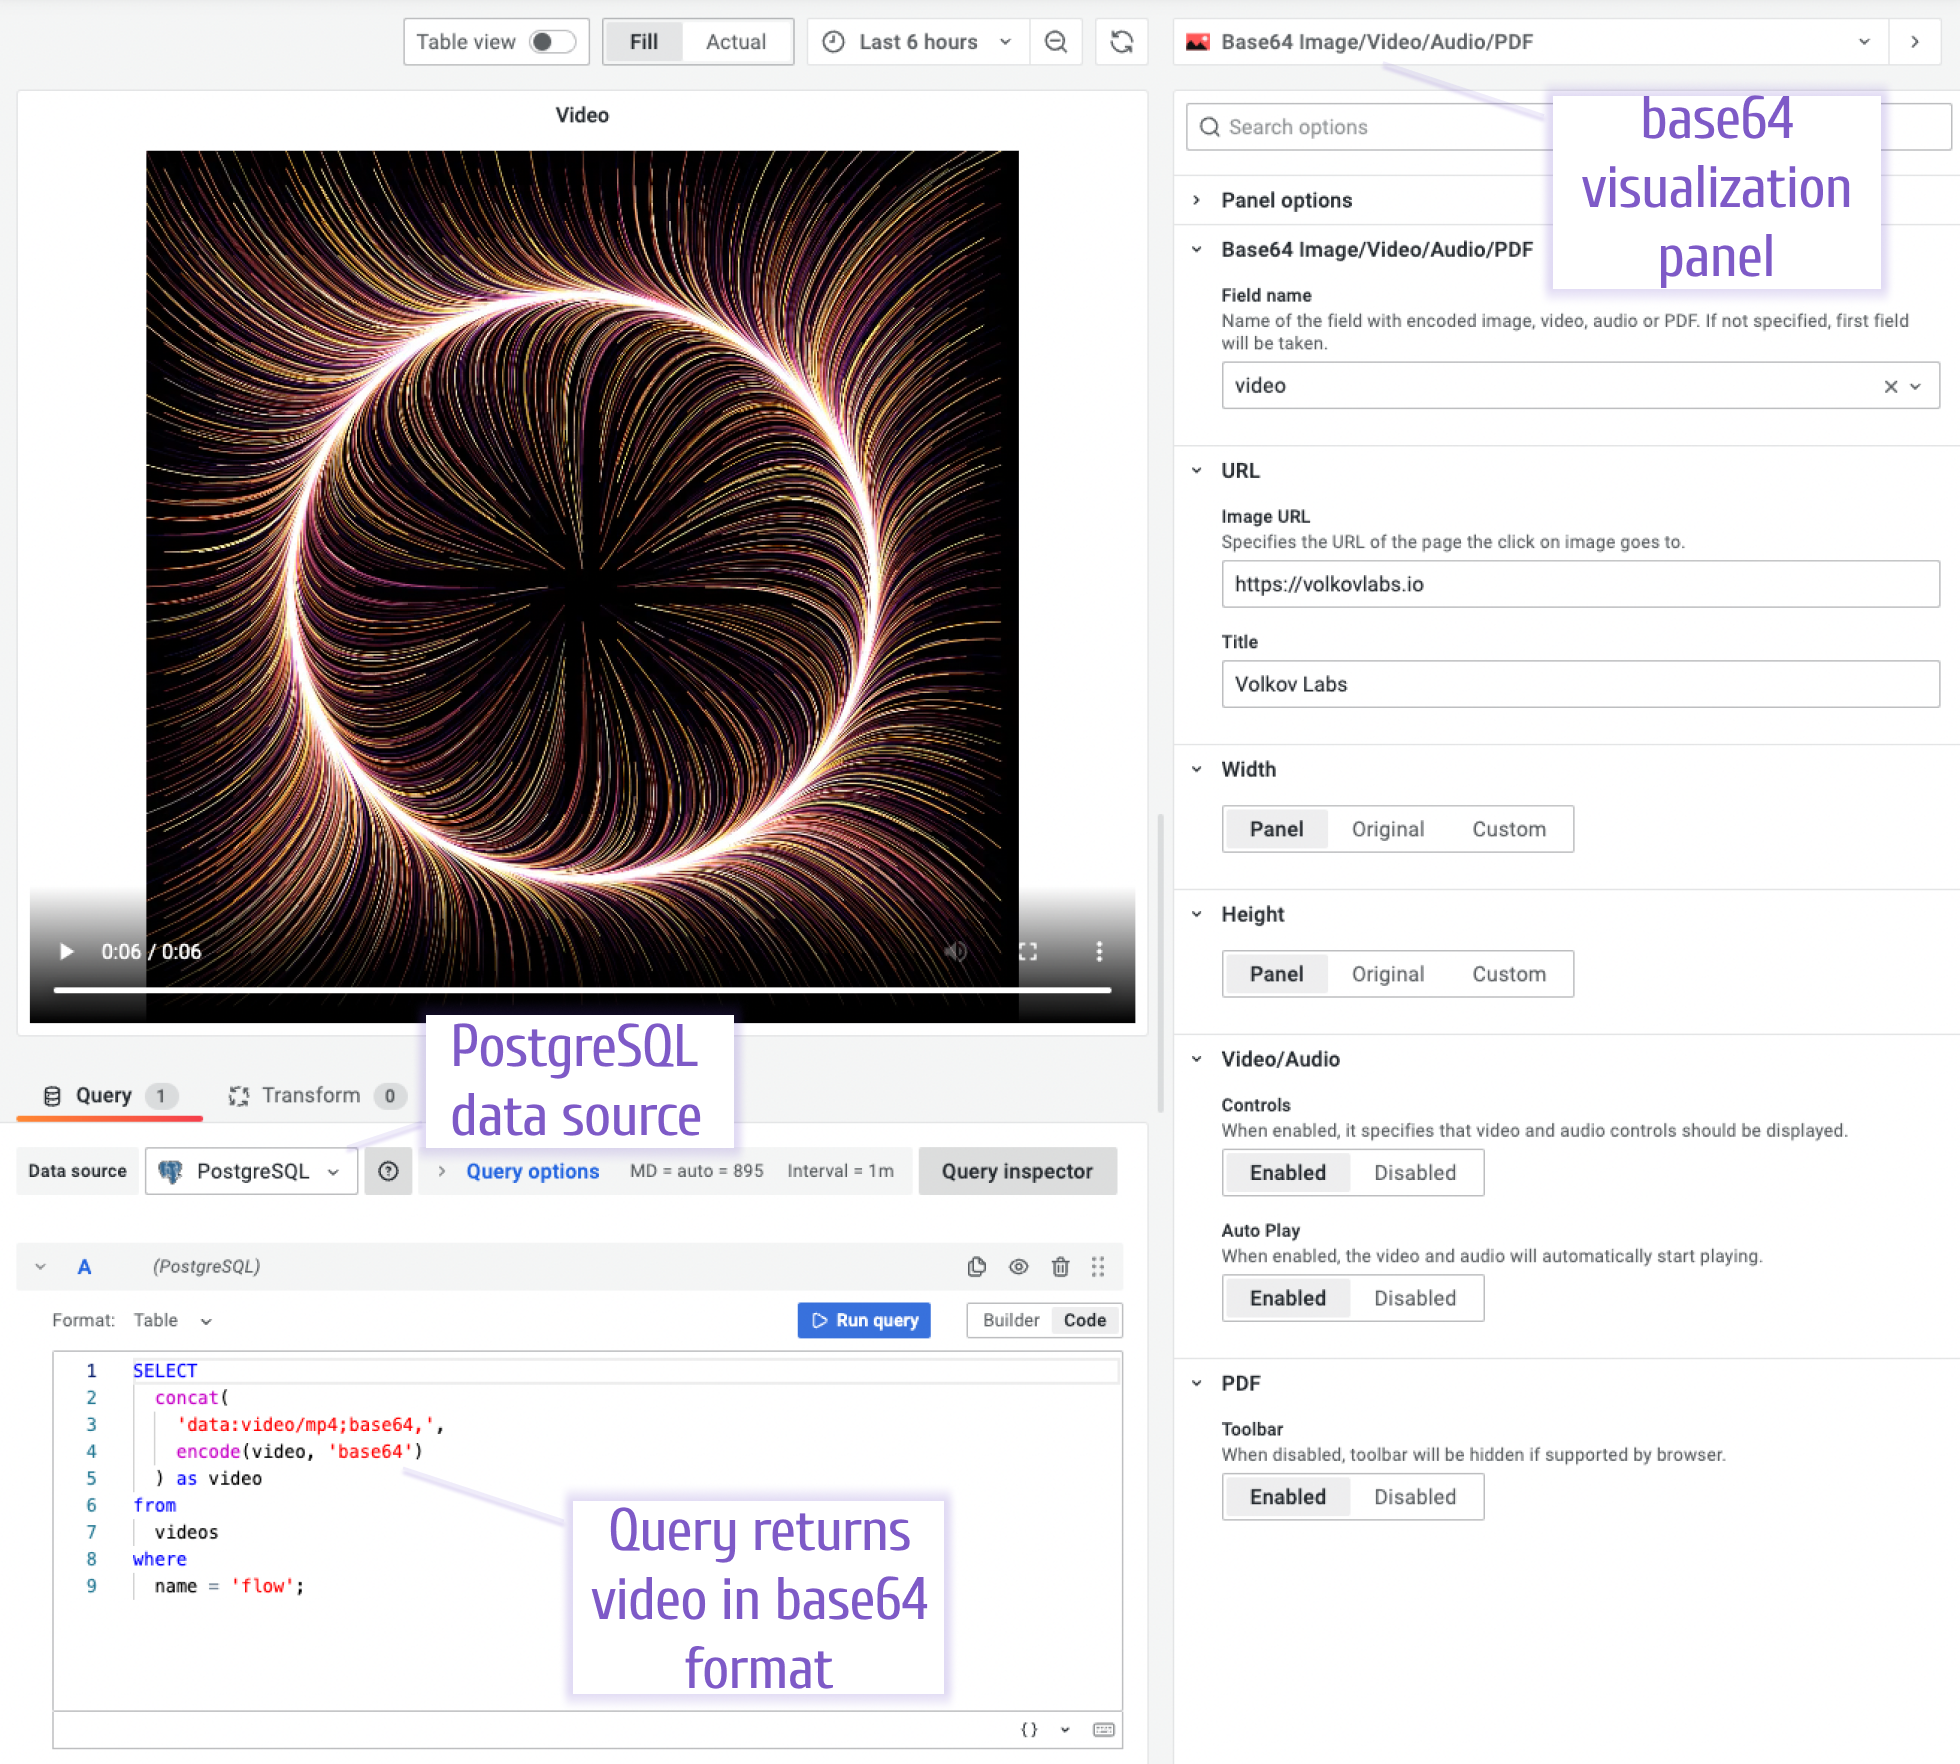 Table view
Fill Actual
Last 6 hours
Base64 Image/Video/Audio/PDF
Video
0:06 / 0:06
PostgreSQL
data source
Query 1
Transform 0
Data source PostgreSQL
Query options MD = auto = 895 Interval = 1m
Query inspector
A (PostgreSQL)
Format: Table
Run query
Builder Code
1 SELECT
2 concat(
3 'data:video/mp4;base64,',
4 encode(video, 'base64')
5 ) as video
6 from
7 videos
8 where
9 name = 'flow';
Query returns
video in base64
format
{}
Search options
base64
visualization
panel
Panel options
Base64 Image/Video/Audio/PDF
Field name
Name of the field with encoded image, video, audio or PDF. If not specified, first field
will be taken.
video
URL
Image URL
Specifies the URL of the page the click on image goes to.
https://volkovlabs.io
Title
Volkov Labs
Width
Panel Original Custom
Height
Panel Original Custom
Video/Audio
Controls
When enabled, it specifies that video and audio controls should be displayed.
Enabled Disabled
Auto Play
When enabled, the video and audio will automatically start playing.
Enabled Disabled
PDF
Toolbar
When disabled, toolbar will be hidden if supported by browser.
Enabled Disabled